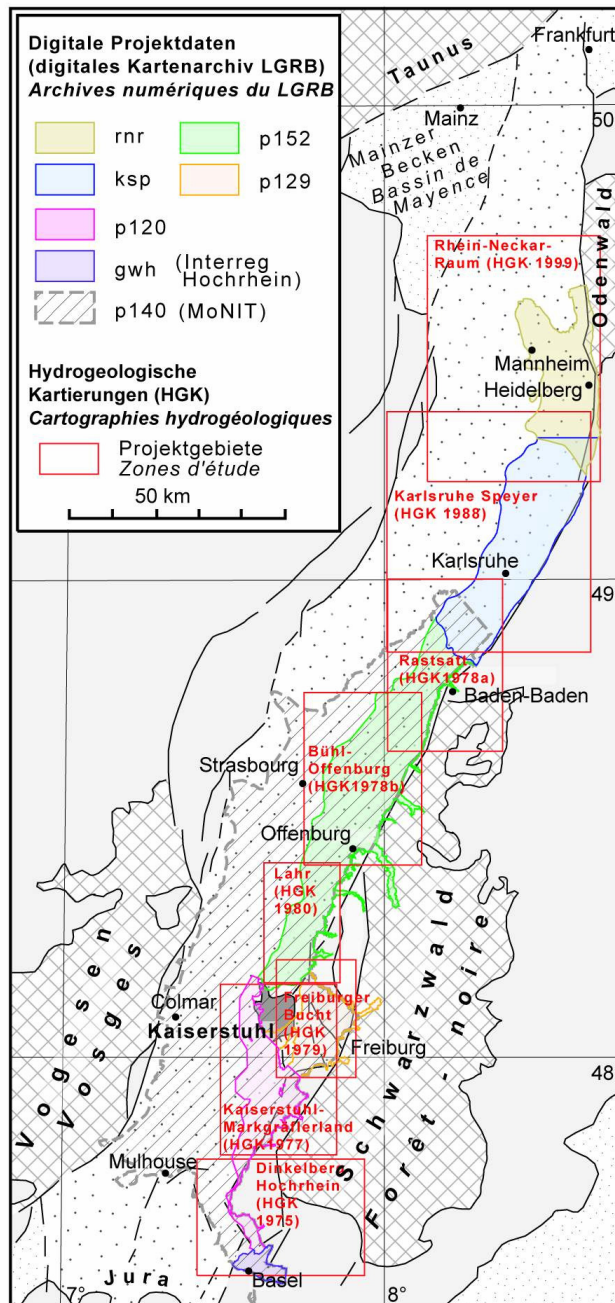 Digitale Projektdaten
(digitales Kartenarchiv LGRB)
Archives numériques du LGRB
rnr
p152
ksp
p129
p120
gwh (Interreg
Hochrhein)
p140 (MoNIT)
Hydrogeologische
Kartierungen (HGK)
Cartographies hydrogéologiques
Projektgebiete
Zones d'étude
50 km
Frankfurt
Taunus
50
Mainz
Mainzer
Becken
Bassin de
Mayence
Odenwald
Rhein-Neckar-
Raum (HGK 1999)
Mannheim
Heidelberg
Karlsruhe Speyer
(HGK 1988)
Karlsruhe
49
Rastsatt
(HGK1978a)
Baden-Baden
Bühl-
Offenburg
(HGK1978b)
Strasbourg
Offenburg
Lahr
(HGK
1980)
Schwarzwald
Forêt-noire
Vogesen
Vosges
Colmar
Kaiserstuhl
Freiburger
Bucht
(HGK
1979)
Freiburg
48
Kaiserstuhl-
Markgräflerland
(HGK1977)
Mulhouse
Dinkelberg
Hochrhein
(HGK
1975)
Jura
Basel
7°
8°